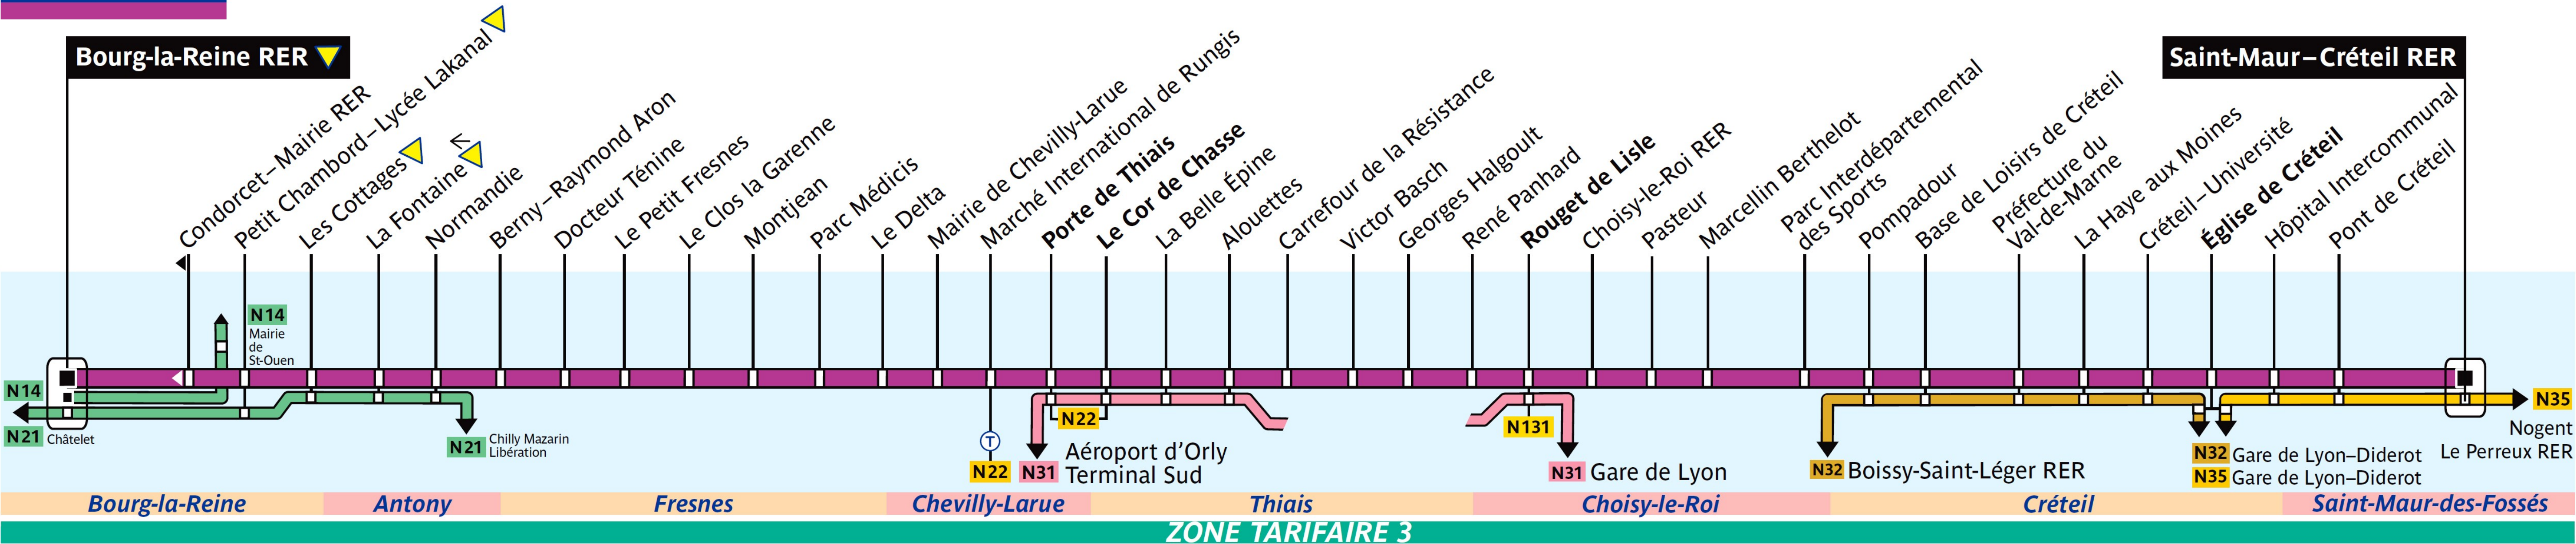 Bourg-la-Reine RER
Condorcet–Mairie RER
Petit Chambord–Lycée Lakanal
Les Cottages
La Fontaine
Normandie
Berny–Raymond Aron
Docteur Ténine
Le Petit Fresnes
Le Clos la Garenne
Montjean
Parc Médicis
Le Delta
Mairie de Chevilly-Larue
Marché International de Rungis
Porte de Thiais
Le Cor de Chasse
La Belle Épine
Alouettes
Carrefour de la Résistance
Victor Basch
Georges Halgoult
René Panhard
Rouget de Lisle
Choisy-le-Roi RER
Pasteur
Marcellin Berthelot
Parc Interdépartemental
des Sports
Pompadour
Base de Loisirs de Créteil
Préfecture du
Val-de-Marne
La Haye aux Moines
Créteil–Université
Église de Créteil
Hôpital Intercommunal
Pont de Créteil
Saint-Maur–Créteil RER
N14
Mairie
de
St-Ouen
N14
N21 Châtelet
N21 Chilly Mazarin
Libération
T
N22
N22
N31 Aéroport d'Orly
Terminal Sud
N131
N31 Gare de Lyon
N32 Boissy-Saint-Léger RER
N32 Gare de Lyon–Diderot
N35 Gare de Lyon–Diderot
N35
Nogent
Le Perreux RER
Bourg-la-Reine
Antony
Fresnes
Chevilly-Larue
Thiais
Choisy-le-Roi
Créteil
Saint-Maur-des-Fossés
ZONE TARIFAIRE 3